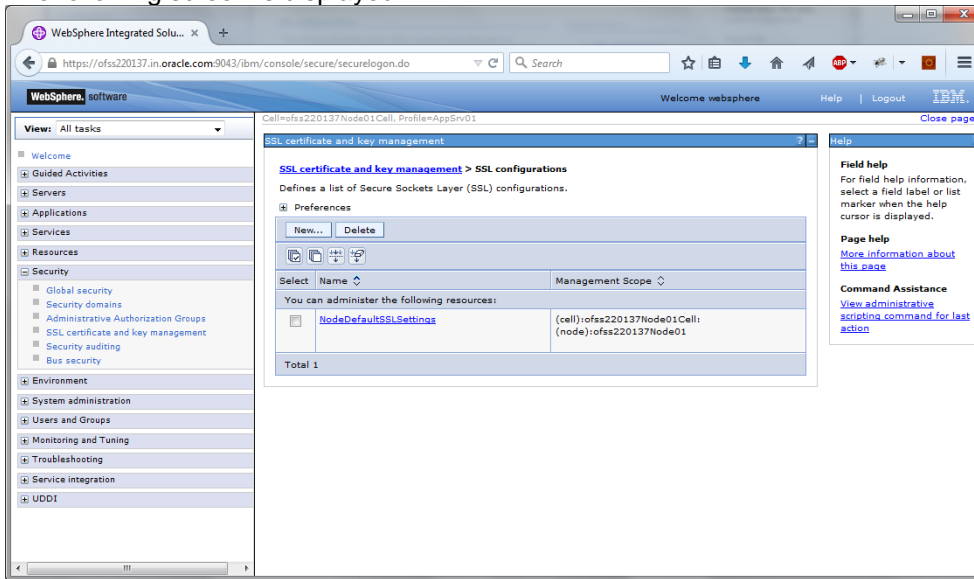 WebSphere Integrated Solu... × +
https://ofss220137.in.oracle.com:9043/ibm/console/secure/securelogon.do
Search
ABP
WebSphere. software
Welcome websphere
Help | Logout
IBM.
View: All tasks
Welcome
Guided Activities
Servers
Applications
Services
Resources
Security
Global security
Security domains
Administrative Authorization Groups
SSL certificate and key management
Security auditing
Bus security
Environment
System administration
Users and Groups
Monitoring and Tuning
Troubleshooting
Service integration
UDDI
Cell=ofss220137Node01Cell, Profile=AppSrv01
Close page
SSL certificate and key management
? –
SSL certificate and key management > SSL configurations
Defines a list of Secure Sockets Layer (SSL) configurations.
Preferences
New... Delete
Select Name Management Scope
You can administer the following resources:
NodeDefaultSSLSettings
(cell):ofss220137Node01Cell:
(node):ofss220137Node01
Total 1
Help
Field help
For field help information,
select a field label or list
marker when the help
cursor is displayed.
Page help
More information about
this page
Command Assistance
View administrative
scripting command for last
action